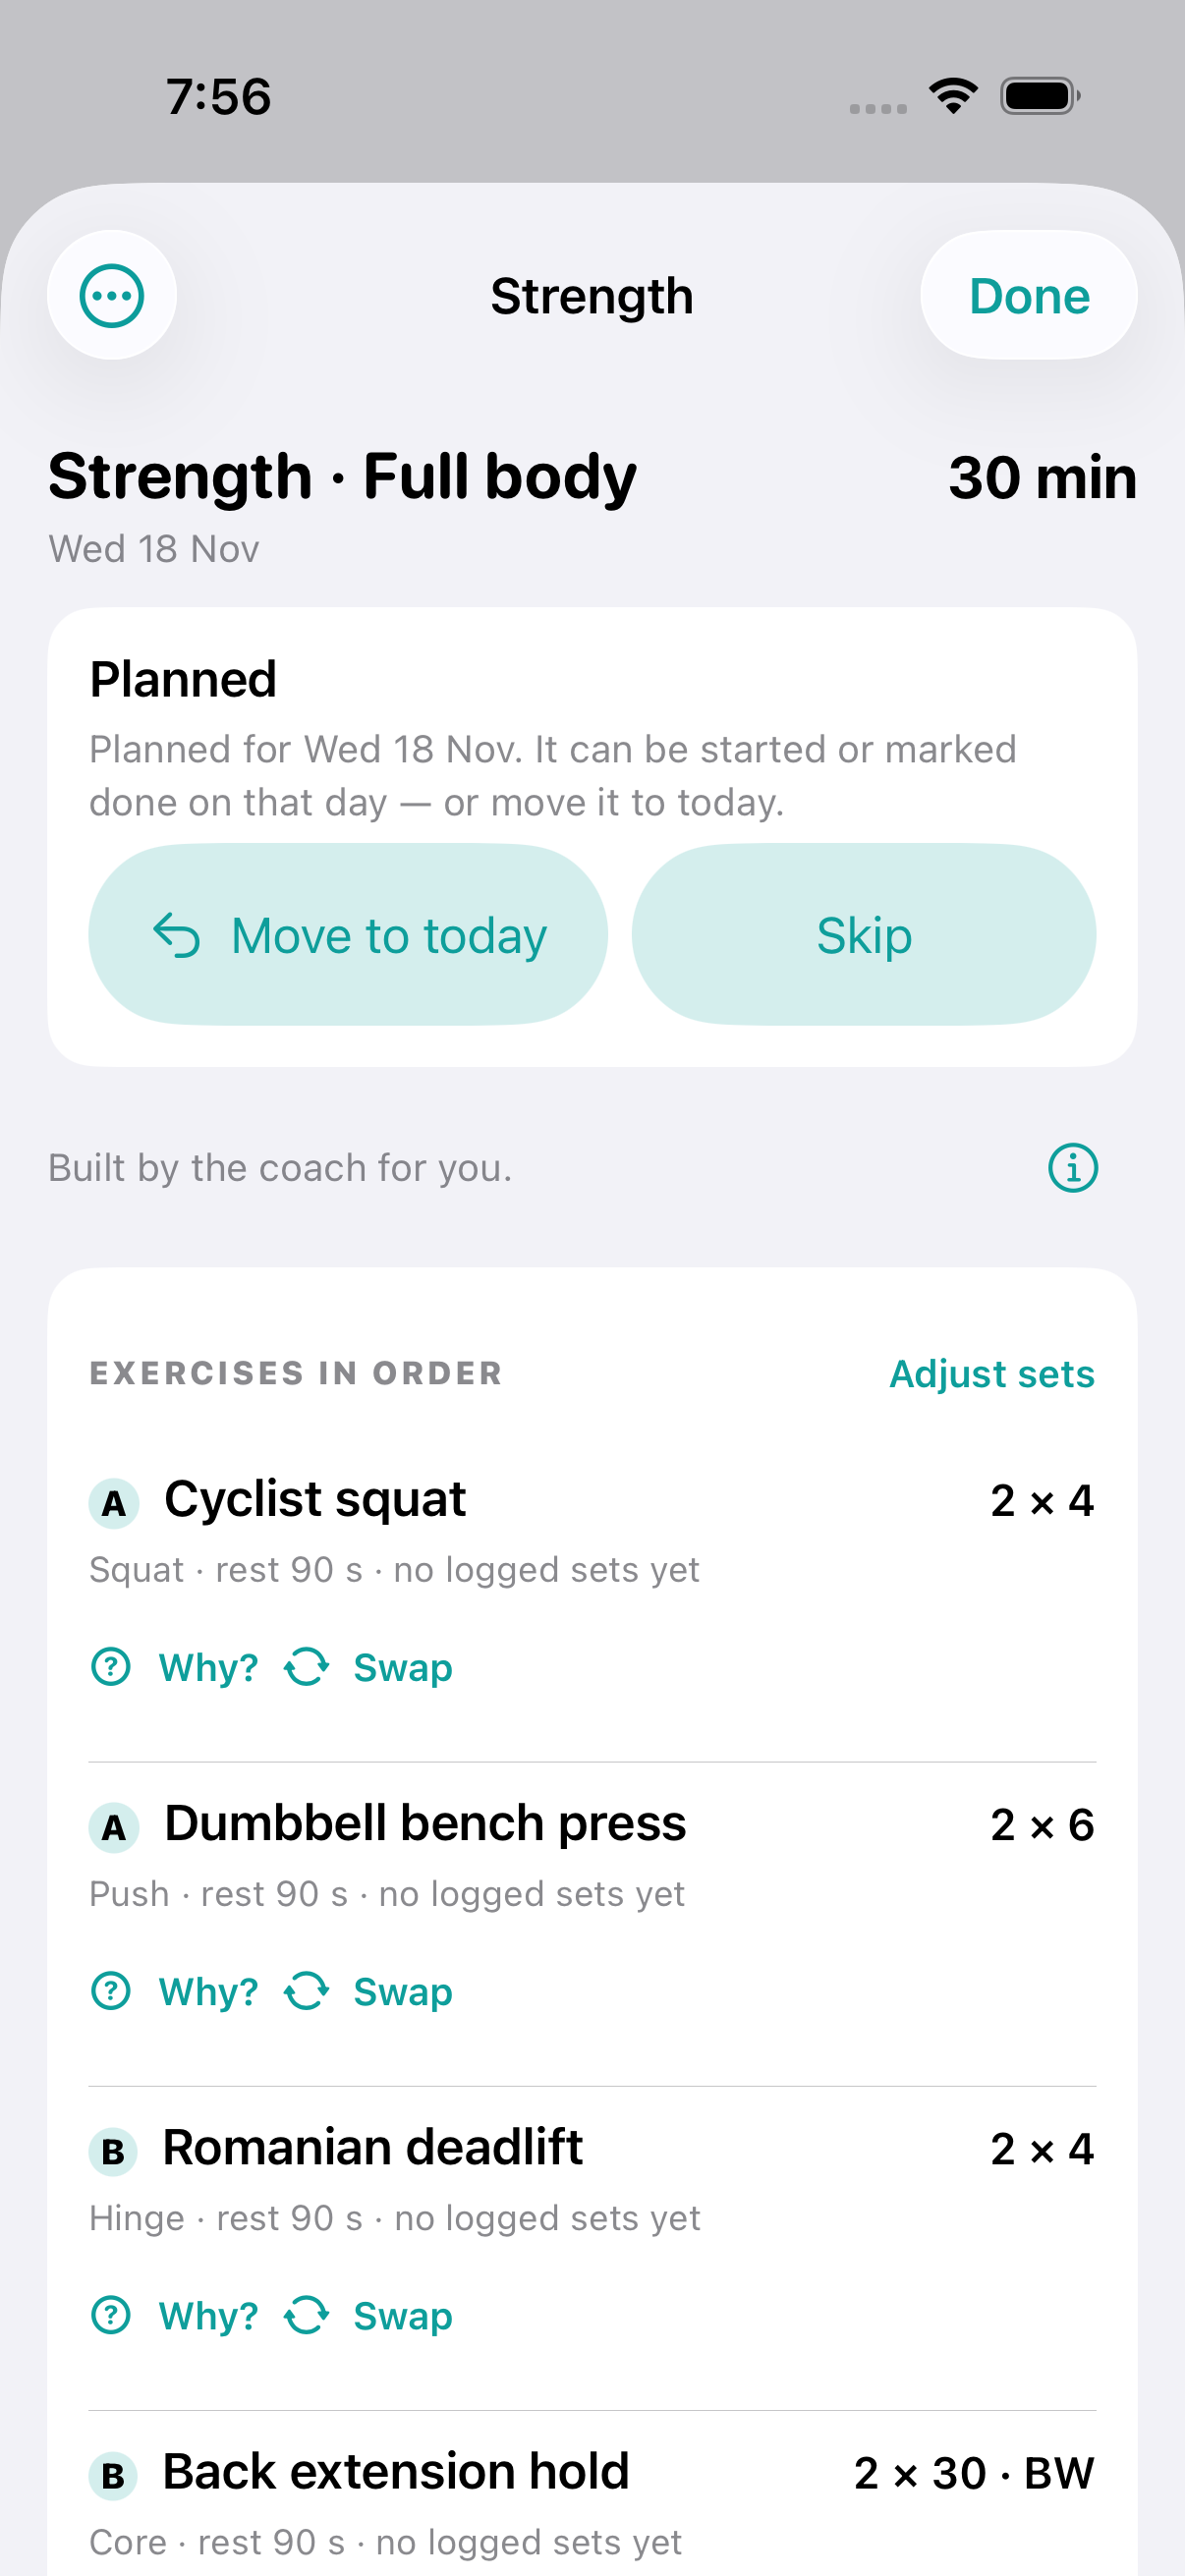 7:56
Strength
Done
Strength · Full body
30 min
Wed 18 Nov
Planned
Planned for Wed 18 Nov. It can be started or marked
done on that day — or move it to today.
Move to today
Skip
Built by the coach for you.
EXERCISES IN ORDER
Adjust sets
A Cyclist squat 2 × 4
Squat · rest 90 s · no logged sets yet
Why? Swap
A Dumbbell bench press 2 × 6
Push · rest 90 s · no logged sets yet
Why? Swap
B Romanian deadlift 2 × 4
Hinge · rest 90 s · no logged sets yet
Why? Swap
B Back extension hold 2 × 30 · BW
Core · rest 90 s · no logged sets yet